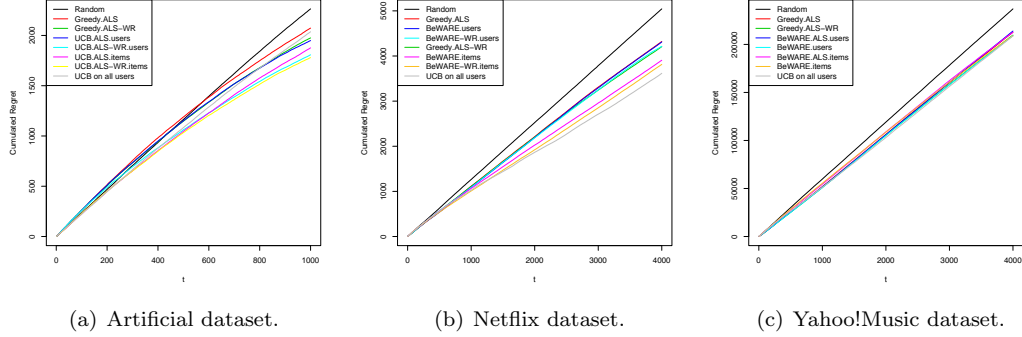 Random
Greedy.ALS
Greedy.ALS-WR
UCB.ALS.users
UCB.ALS-WR.users
UCB.ALS.items
UCB.ALS-WR.items
UCB on all users
Cumulated Regret
0
500
1000
1500
2000
0
200
400
600
800
1000
t
(a) Artificial dataset.
Random
Greedy.ALS
BeWARE.users
BeWARE-WR.users
Greedy.ALS-WR
BeWARE.items
BeWARE-WR.items
UCB on all users
Cumulated Regret
0
1000
2000
3000
4000
5000
0
1000
2000
3000
4000
t
(b) Netflix dataset.
Random
Greedy.ALS
Greedy.ALS-WR
BeWARE.ALS.users
BeWARE.users
BeWARE.ALS.items
BeWARE.items
UCB on all users
Cumulated Regret
0
50000
100000
150000
0
1000
2000
3000
4000
t
(c) Yahoo!Music dataset.